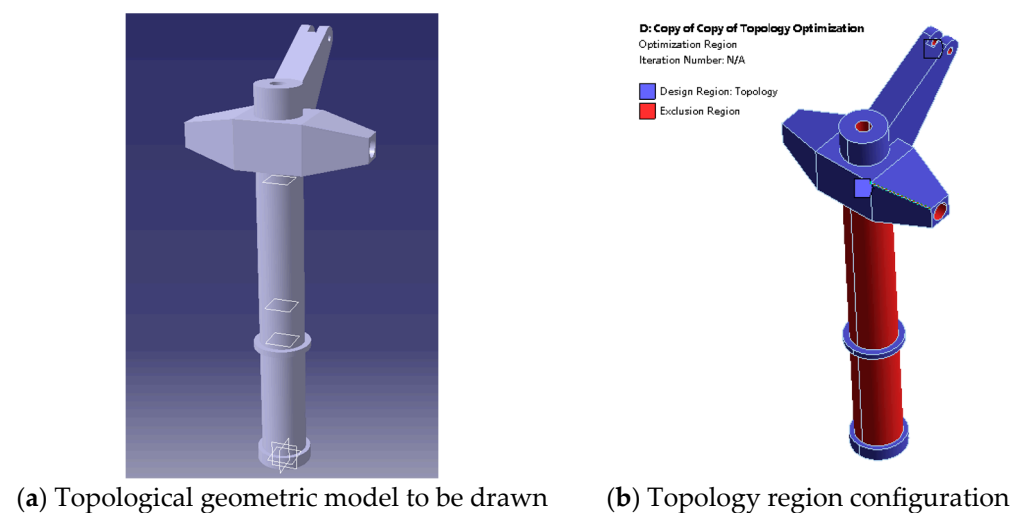 D: Copy of Copy of Topology Optimization
Optimization Region
Iteration Number: N/A
Design Region: Topology
Exclusion Region
(a) Topological geometric model to be drawn
(b) Topology region configuration